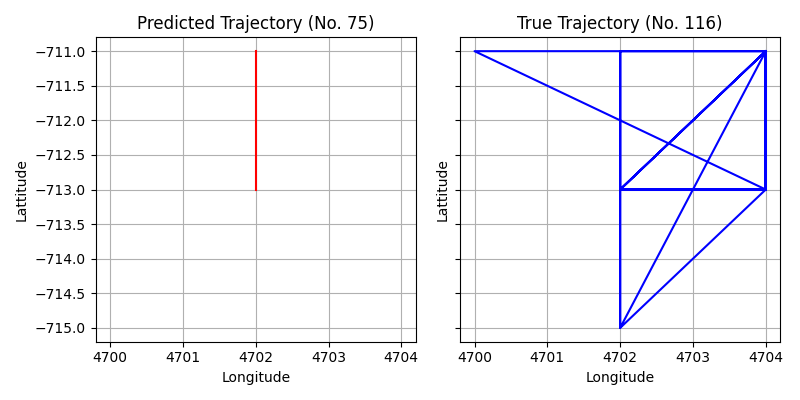 Predicted Trajectory (No. 75)
True Trajectory (No. 116)
−711.0
−711.5
−712.0
−712.5
−713.0
−713.5
−714.0
−714.5
−715.0
Lattitude
Lattitude
4700 4701 4702 4703 4704
4700 4701 4702 4703 4704
Longitude
Longitude